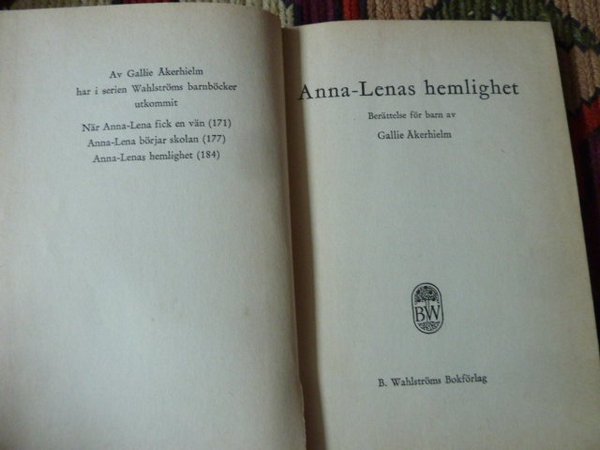 Av Gallie Åkerhielm
har i serien Wahlströms barnböcker
utkommit
När Anna-Lena fick en vän (171)
Anna-Lena börjar skolan (177)
Anna-Lenas hemlighet (184)
Anna-Lenas hemlighet
Berättelse för barn av
Gallie Åkerhielm
BW
B. Wahlströms Bokförlag